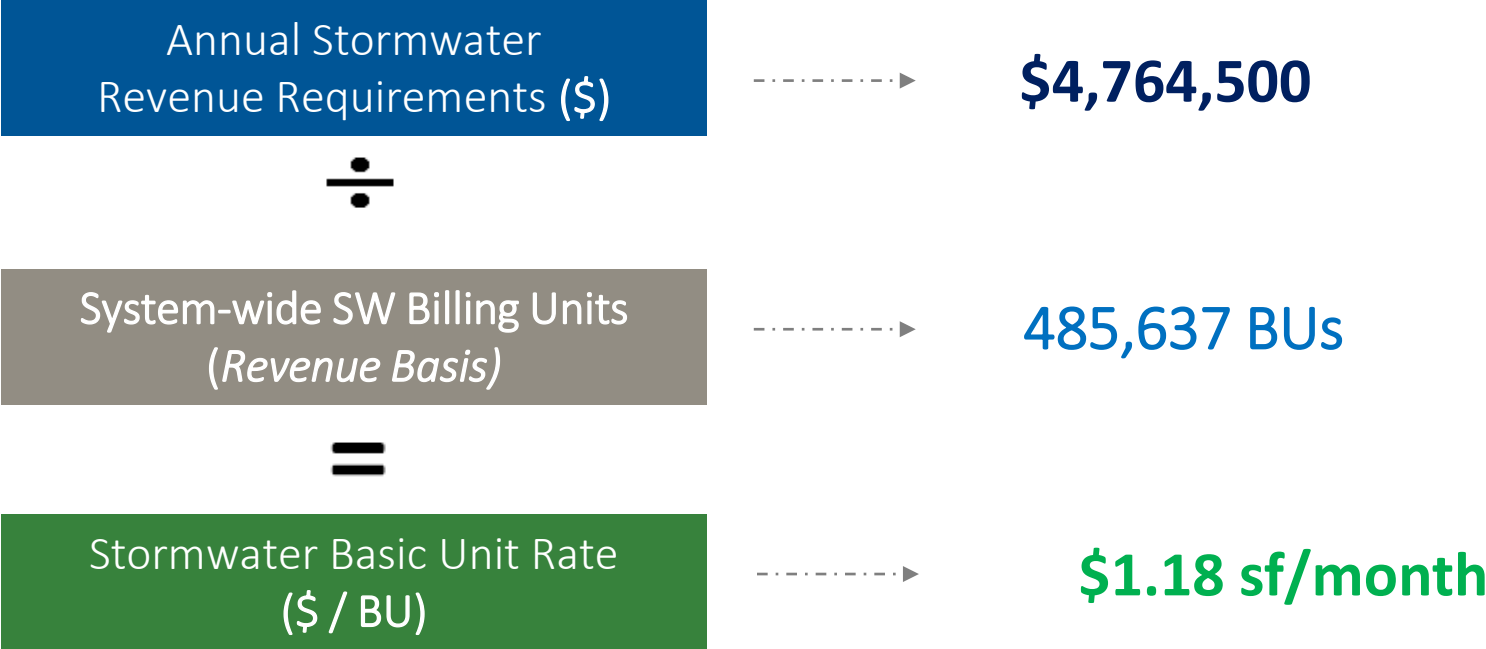 Annual Stormwater
Revenue Requirements ($)
$4,764,500
÷
System-wide SW Billing Units
(Revenue Basis)
485,637 BUs
=
Stormwater Basic Unit Rate
($ / BU)
$1.18 sf/month